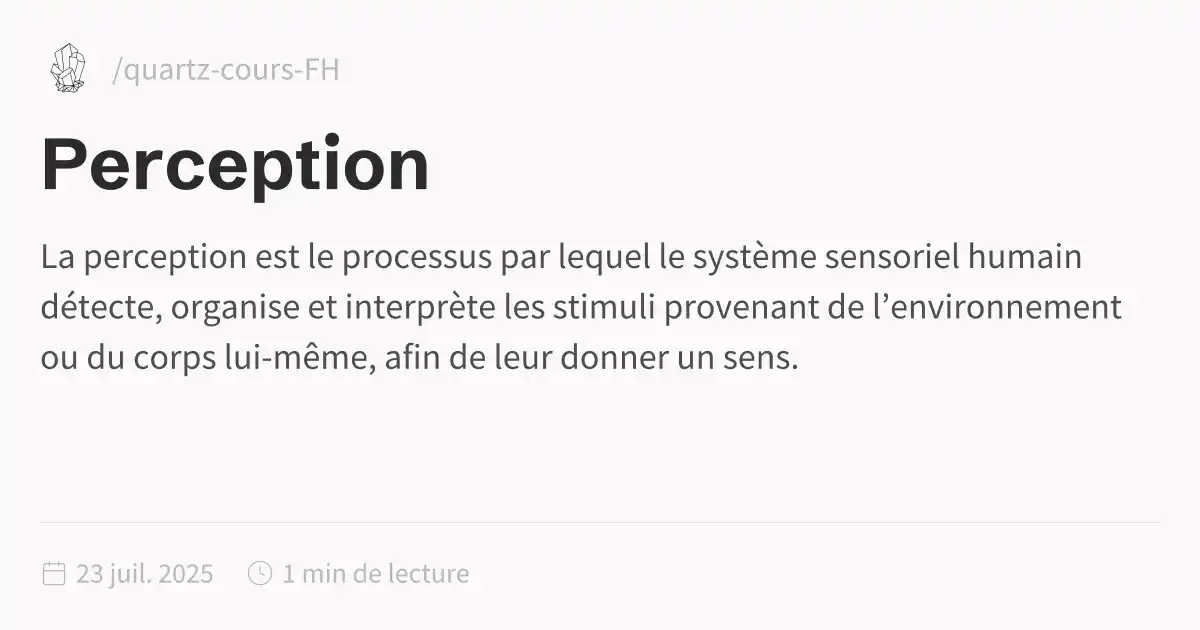 /quartz-cours-FH
Perception
La perception est le processus par lequel le système sensoriel humain
détecte, organise et interprète les stimuli provenant de l’environnement
ou du corps lui-même, afin de leur donner un sens.
23 juil. 2025 1 min de lecture